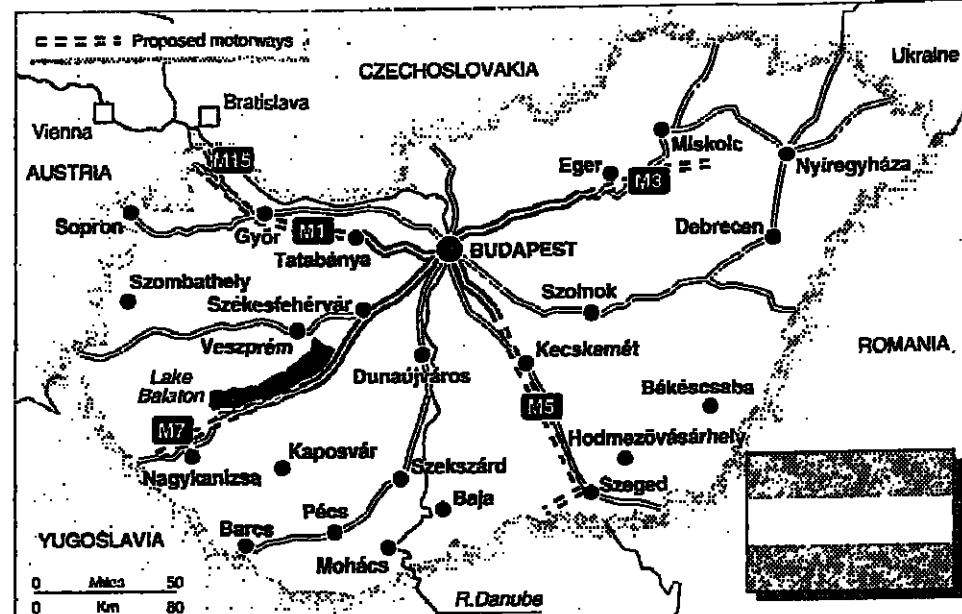 Proposed motorways
CZECHOSLOVAKIA
Ukraine
Vienna
Bratislava
AUSTRIA
M15
Miskolc
Eger
Nyíregyháza
M3
Sopron
Győr
M1
Tatabánya
BUDAPEST
Debrecen
Szombathely
Székesfehérvár
Szolnok
Veszprém
Kecskemét
ROMANIA
Lake
Balaton
Dunaújváros
Békéscsaba
M7
M5
Hodmezövásárhely
Kaposvár
Nagykanizsa
Szekszárd
Szeged
Baja
Pécs
Barcs
YUGOSLAVIA
Mohács
0 Miles 50
0 Km 80
R.Danube